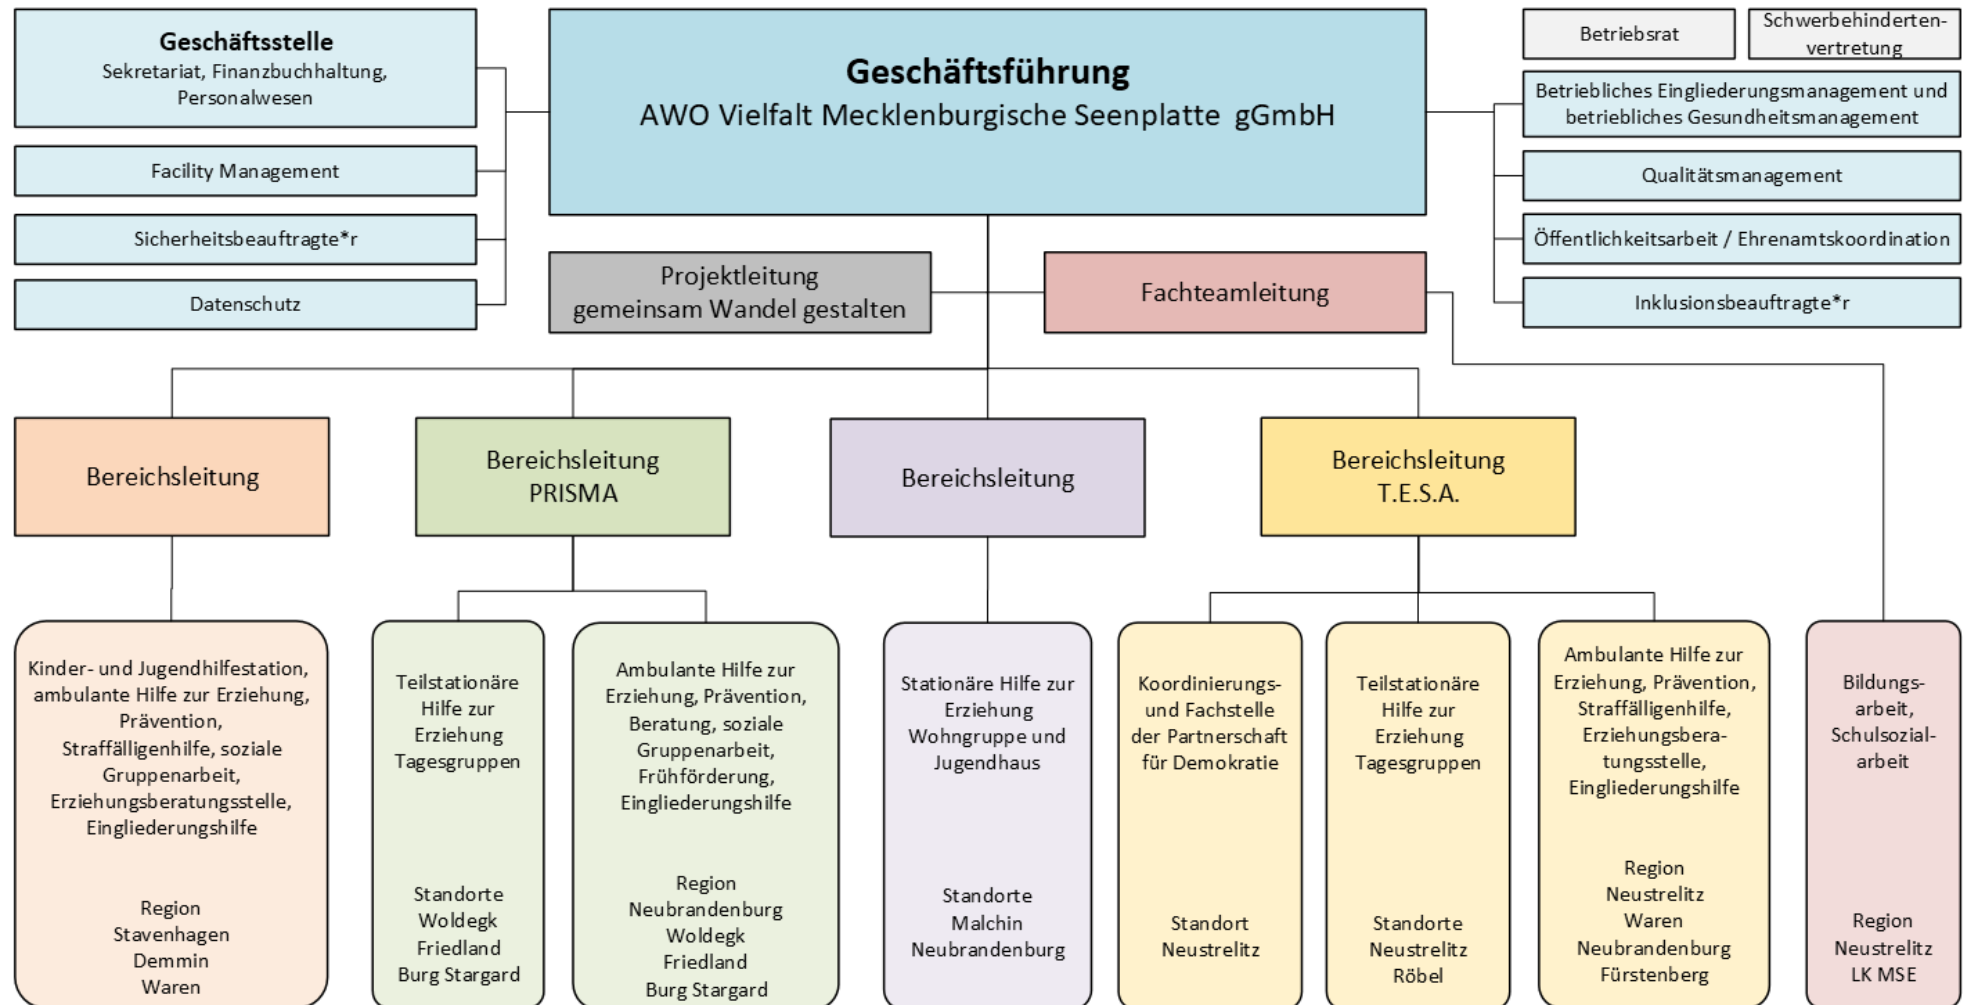 Geschäftsstelle
Sekretariat, Finanzbuchhaltung,
Personalwesen
Facility Management
Sicherheitsbeauftragte*r
Datenschutz
Geschäftsführung
AWO Vielfalt Mecklenburgische Seenplatte gGmbH
Betriebsrat
Schwerbehinderten-
vertretung
Betriebliches Eingliederungsmanagement und
betriebliches Gesundheitsmanagement
Qualitätsmanagement
Öffentlichkeitsarbeit / Ehrenamtskoordination
Inklusionsbeauftragte*r
Projektleitung
gemeinsam Wandel gestalten
Fachteamleitung
Bereichsleitung
Bereichsleitung
PRISMA
Bereichsleitung
Bereichsleitung
T.E.S.A.
Kinder- und Jugendhilfestation,
ambulante Hilfe zur Erziehung,
Prävention,
Straffälligenhilfe, soziale
Gruppenarbeit,
Erziehungsberatungsstelle,
Eingliederungshilfe
Region
Stavenhagen
Demmin
Waren
Teilstationäre
Hilfe zur
Erziehung
Tagesgruppen
Standorte
Woldegk
Friedland
Burg Stargard
Ambulante Hilfe zur
Erziehung, Prävention,
Beratung, soziale
Gruppenarbeit,
Frühförderung,
Eingliederungshilfe
Region
Neubrandenburg
Woldegk
Friedland
Burg Stargard
Stationäre Hilfe zur
Erziehung
Wohngruppe und
Jugendhaus
Standorte
Malchin
Neubrandenburg
Koordinierungs-
und Fachstelle
der Partnerschaft
für Demokratie
Standort
Neustrelitz
Teilstationäre
Hilfe zur
Erziehung
Tagesgruppen
Standorte
Neustrelitz
Röbel
Ambulante Hilfe zur
Erziehung, Prävention,
Straffälligenhilfe,
Erziehungsbera-
tungsstelle,
Eingliederungshilfe
Region
Neustrelitz
Waren
Neubrandenburg
Fürstenberg
Bildungs-
arbeit,
Schulsozial-
arbeit
Region
Neustrelitz
LK MSE